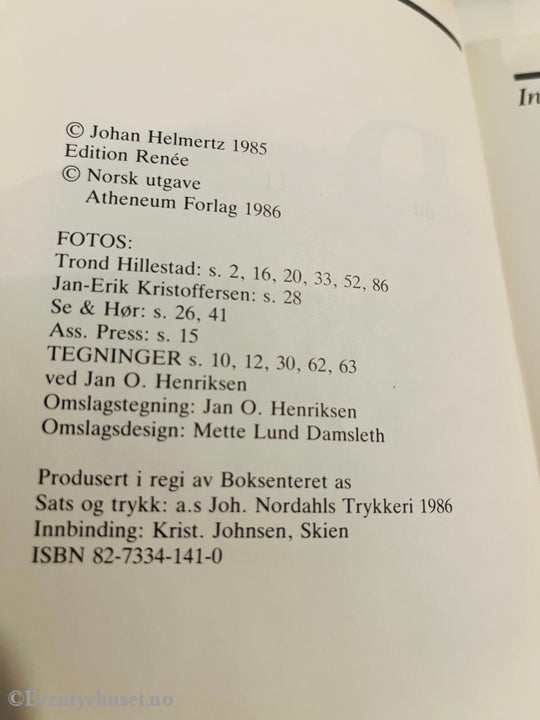 © Johan Helmertz 1985
Edition Renée
© Norsk utgave
Atheneum Forlag 1986
FOTOS:
Trond Hillestad: s. 2, 16, 20, 33, 52, 86
Jan-Erik Kristoffersen: s. 28
Se & Hør: s. 26, 41
Ass. Press: s. 15
TEGNINGER s. 10, 12, 30, 62, 63
ved Jan O. Henriksen
Omslagstegning: Jan O. Henriksen
Omslagsdesign: Mette Lund Damsleth
Produsert i regi av Boksenteret as
Sats og trykk: a.s Joh. Nordahls Trykkeri 1986
Innbinding: Krist. Johnsen, Skien
ISBN 82-7334-141-0
In
©Eventyrhuset.no